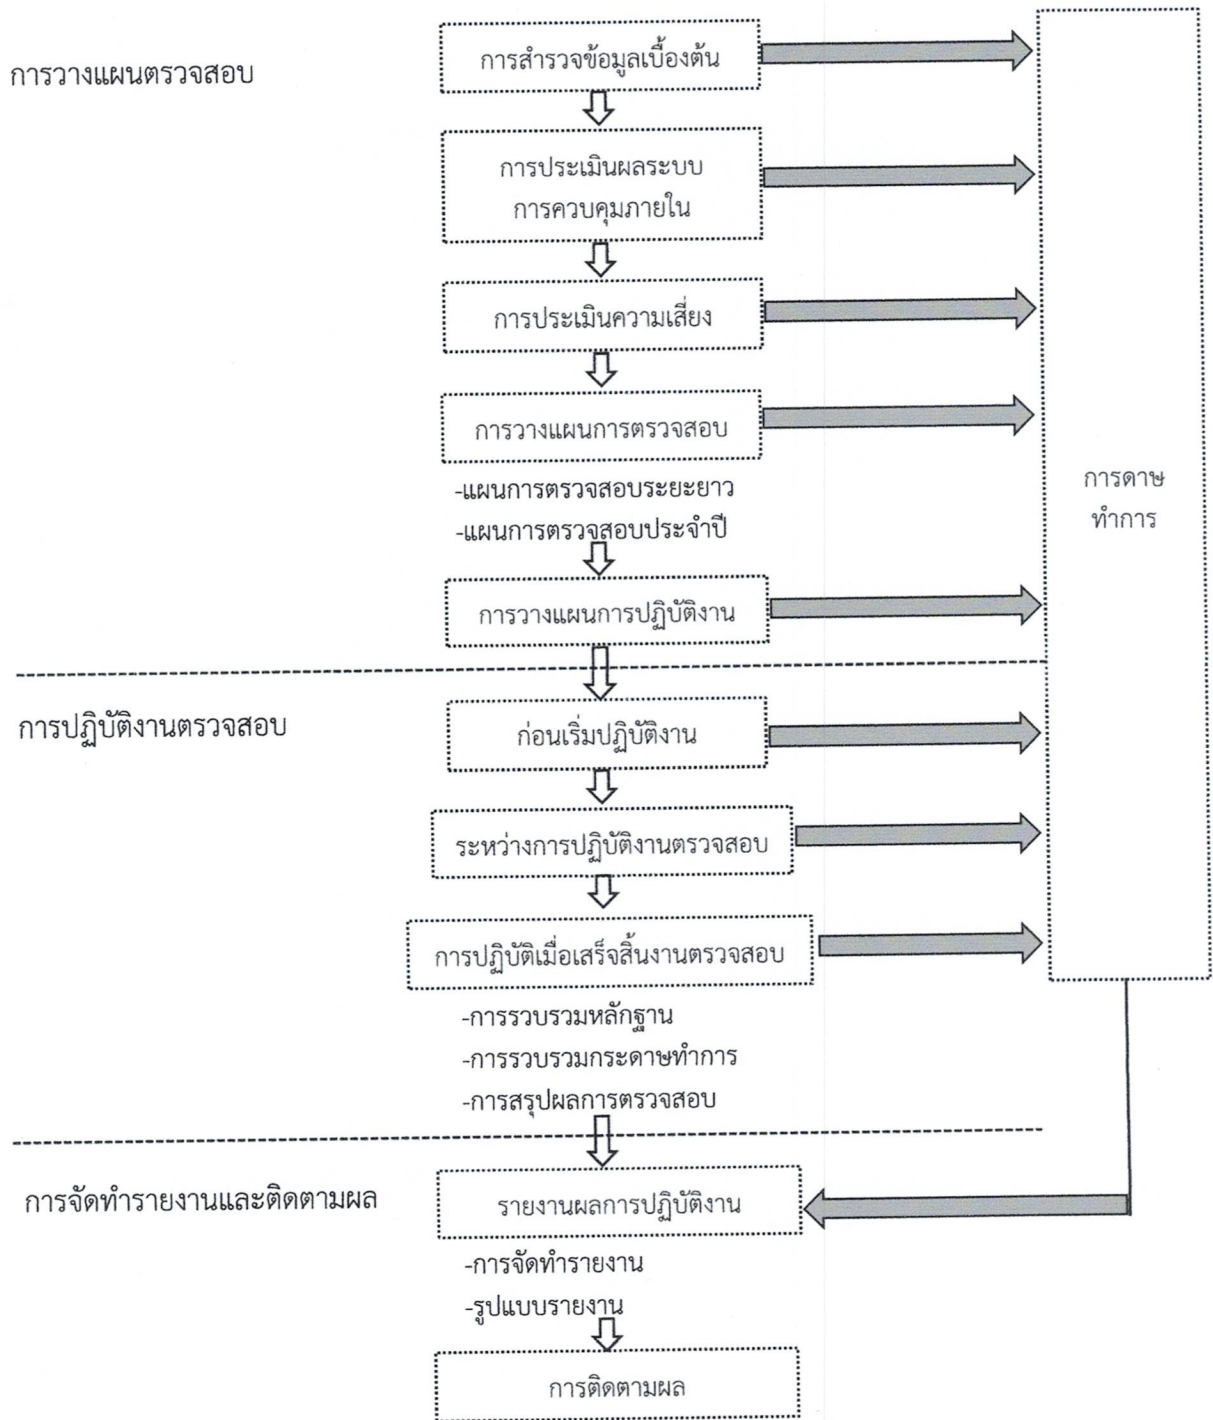 การวางแผนตรวจสอบ
การสำรวจข้อมูลเบื้องต้น
การประเมินผลระบบ
การควบคุมภายใน
การประเมินความเสี่ยง
การวางแผนการตรวจสอบ
-แผนการตรวจสอบระยะยาว
-แผนการตรวจสอบประจำปี
การวางแผนการปฏิบัติงาน
การดาษ
ทำการ
การปฏิบัติงานตรวจสอบ
ก่อนเริ่มปฏิบัติงาน
ระหว่างการปฏิบัติงานตรวจสอบ
การปฏิบัติเมื่อเสร็จสิ้นงานตรวจสอบ
-การรวบรวมหลักฐาน
-การรวบรวมกระดาษทำการ
-การสรุปผลการตรวจสอบ
การจัดทำรายงานและติดตามผล
รายงานผลการปฏิบัติงาน
-การจัดทำรายงาน
-รูปแบบรายงาน
การติดตามผล